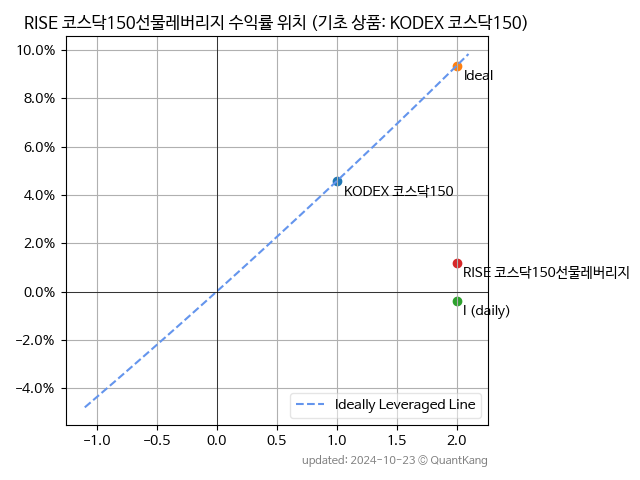 RISE 코스닥150선물레버리지 수익률 위치 (기초 상품: KODEX 코스닥150)
10.0%
8.0%
6.0%
4.0%
2.0%
0.0%
−2.0%
−4.0%
Ideal
KODEX 코스닥150
RISE 코스닥150선물레버리지
I (daily)
Ideally Leveraged Line
−1.0 −0.5 0.0 0.5 1.0 1.5 2.0
updated: 2024-10-23 © QuantKang